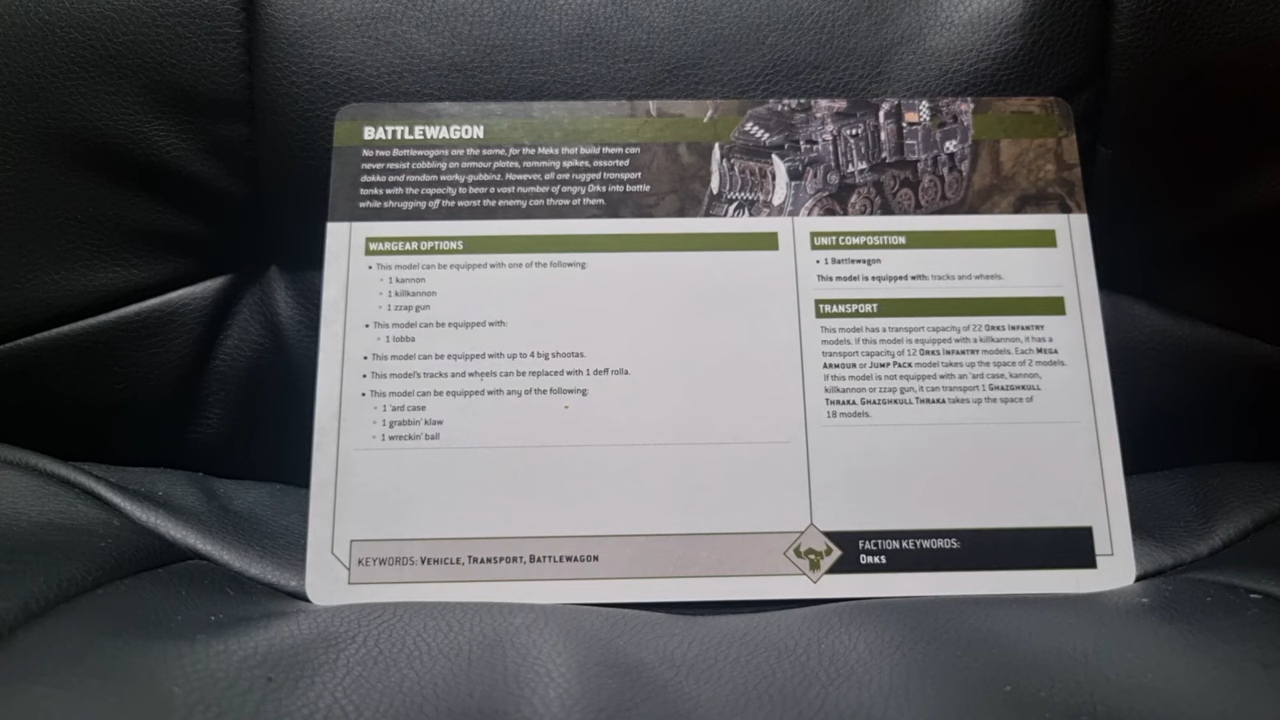 BATTLEWAGON
No two Battlewagons are the same, for the Meks that build them can
never resist cobbling on armour plates, ramming spikes, assorted
dakka and random warky-gubbinz. However, all are rugged transport
tanks with the capacity to bear a vast number of angry Orks into battle
while shrugging off the worst the enemy can throw at them.
WARGEAR OPTIONS
• This model can be equipped with one of the following:
◦ 1 kannon
◦ 1 killkannon
◦ 1 zzap gun
• This model can be equipped with:
◦ 1 lobba
• This model can be equipped with up to 4 big shootas.
• This model's tracks and wheels can be replaced with 1 deff rolla.
• This model can be equipped with any of the following:
◦ 1 'ard case
◦ 1 grabbin' klaw
◦ 1 wreckin' ball
UNIT COMPOSITION
• 1 Battlewagon
This model is equipped with: tracks and wheels.
TRANSPORT
This model has a transport capacity of 22 ORKS INFANTRY
models. If this model is equipped with a killkannon, it has a
transport capacity of 12 ORKS INFANTRY models. Each MEGA
ARMOUR or JUMP PACK model takes up the space of 2 models.
If this model is not equipped with an 'ard case, kannon,
killkannon or zzap gun, it can transport 1 GHAZGHKULL
THRAKA. GHAZGHKULL THRAKA takes up the space of
18 models.
KEYWORDS: VEHICLE, TRANSPORT, BATTLEWAGON
FACTION KEYWORDS:
ORKS